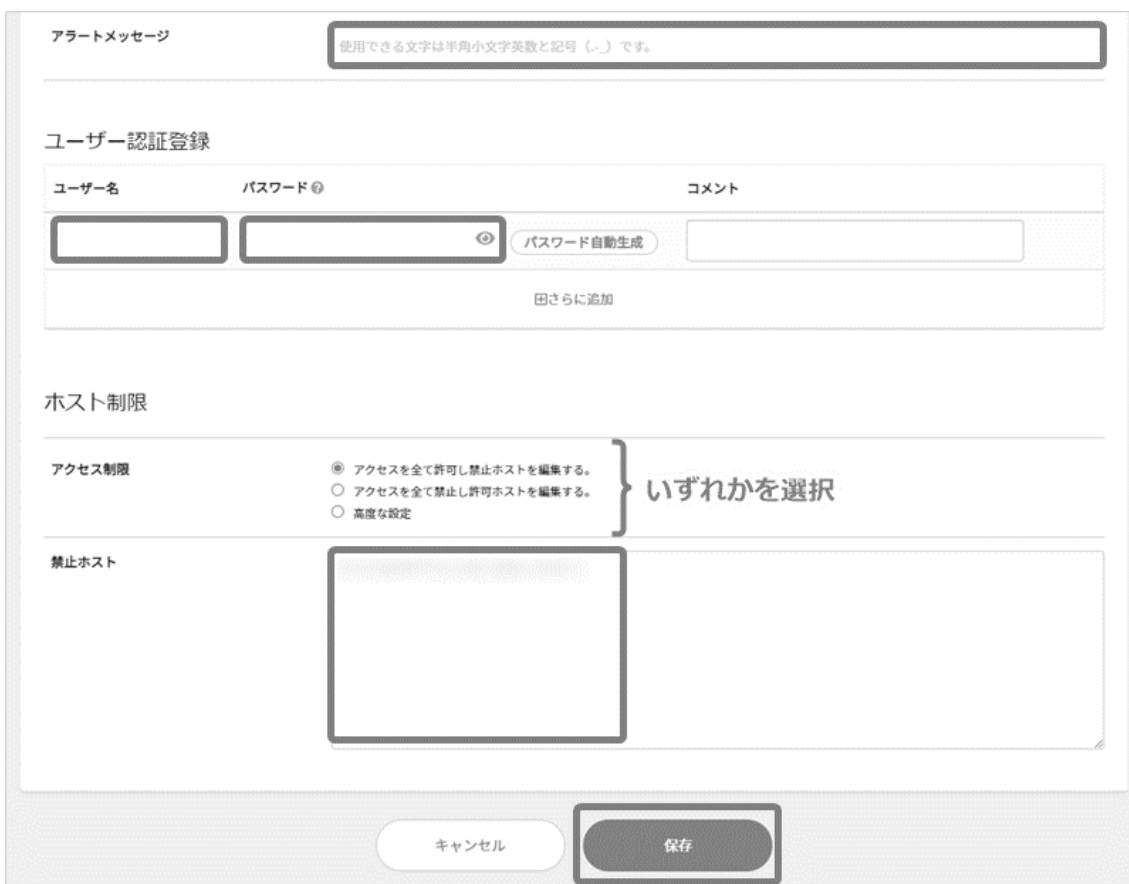 アラートメッセージ
使用できる文字は半角小文字英数と記号（.-_）です。
ユーザー認証登録
ユーザー名 パスワード コメント
パスワード自動生成
さらに追加
ホスト制限
アクセス制限
アクセスを全て許可し禁止ホストを編集する。
アクセスを全て禁止し許可ホストを編集する。
高度な設定
いずれかを選択
禁止ホスト
キャンセル 保存